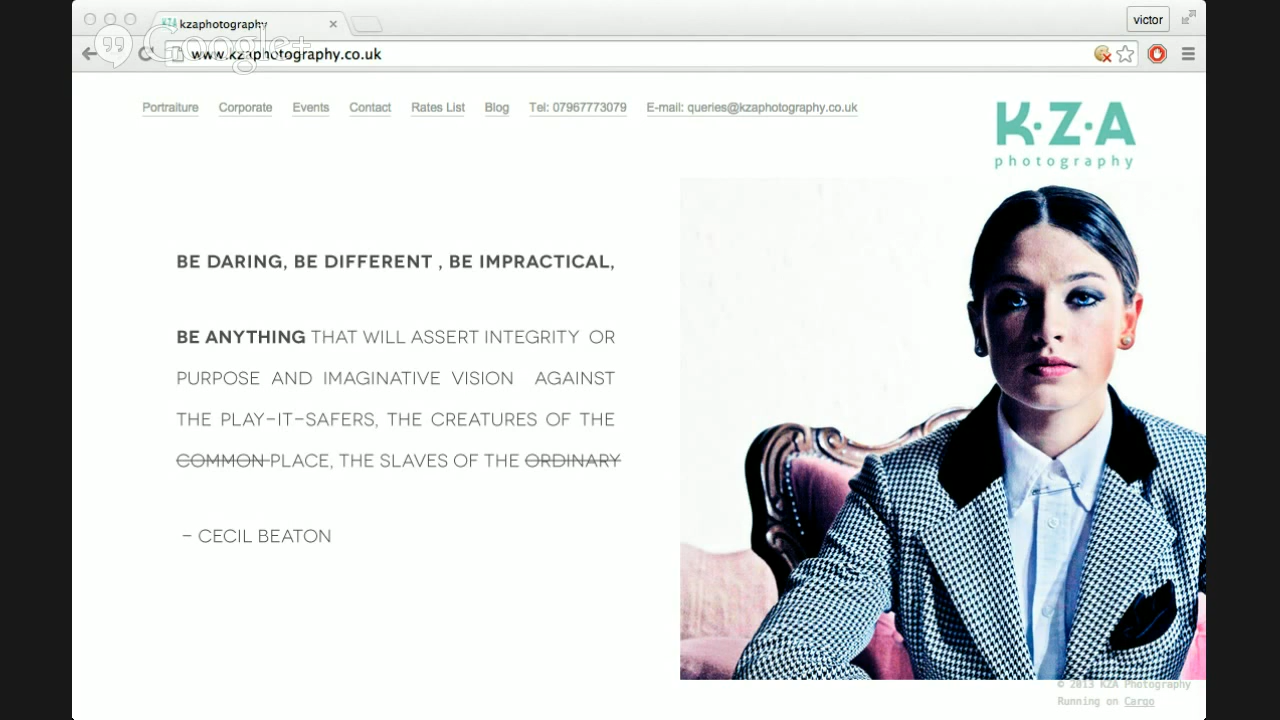 kzaphotography
victor
Google+
www.kzaphotography.co.uk
Portraiture Corporate Events Contact Rates List Blog Tel: 07967773079 E-mail: queries@kzaphotography.co.uk
K·Z·A
photography
BE DARING, BE DIFFERENT , BE IMPRACTICAL,
BE ANYTHING THAT WILL ASSERT INTEGRITY OR
PURPOSE AND IMAGINATIVE VISION AGAINST
THE PLAY-IT-SAFERS, THE CREATURES OF THE
COMMON PLACE, THE SLAVES OF THE ORDINARY
- CECIL BEATON
© 2013 KZA Photography
Running on Cargo